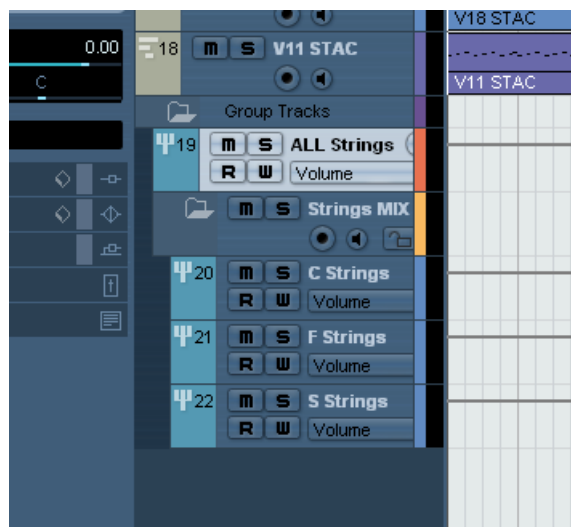 V18 STAC
0.00
18 m S V11 STAC
C
V11 STAC
Group Tracks
19 m S ALL Strings
R W Volume
m S Strings MIX
20 m S C Strings
R W Volume
21 m S F Strings
R W Volume
22 m S S Strings
R W Volume